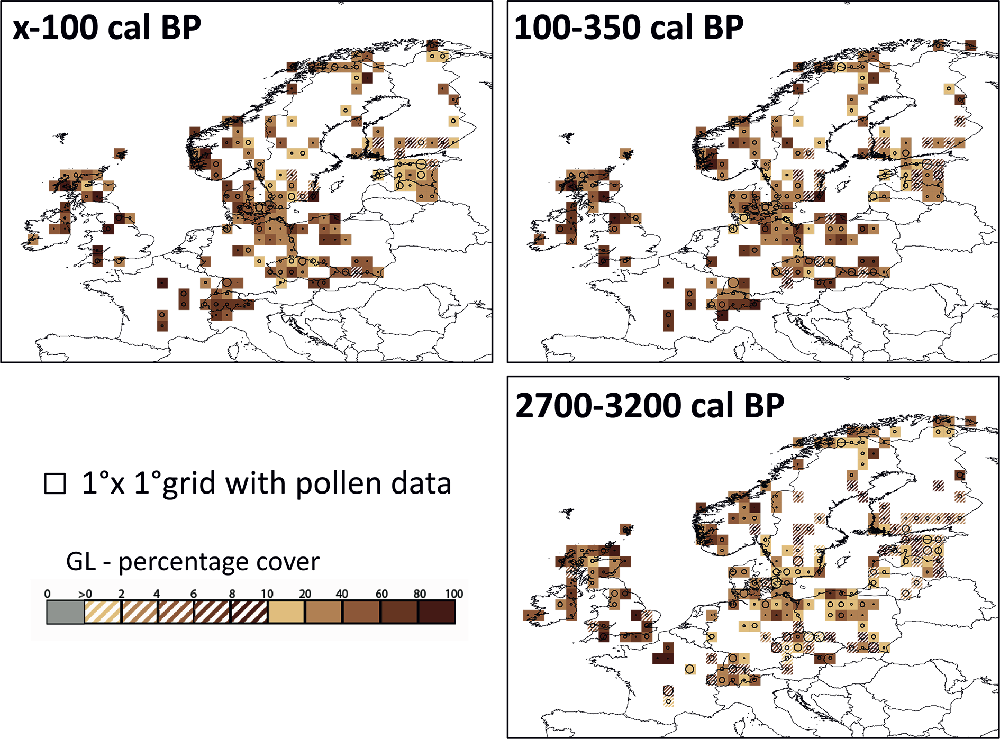 x-100 cal BP
100-350 cal BP
2700-3200 cal BP
1°x 1°grid with pollen data
GL - percentage cover
0 >0 2 4 6 8 10 20 40 60 80 100